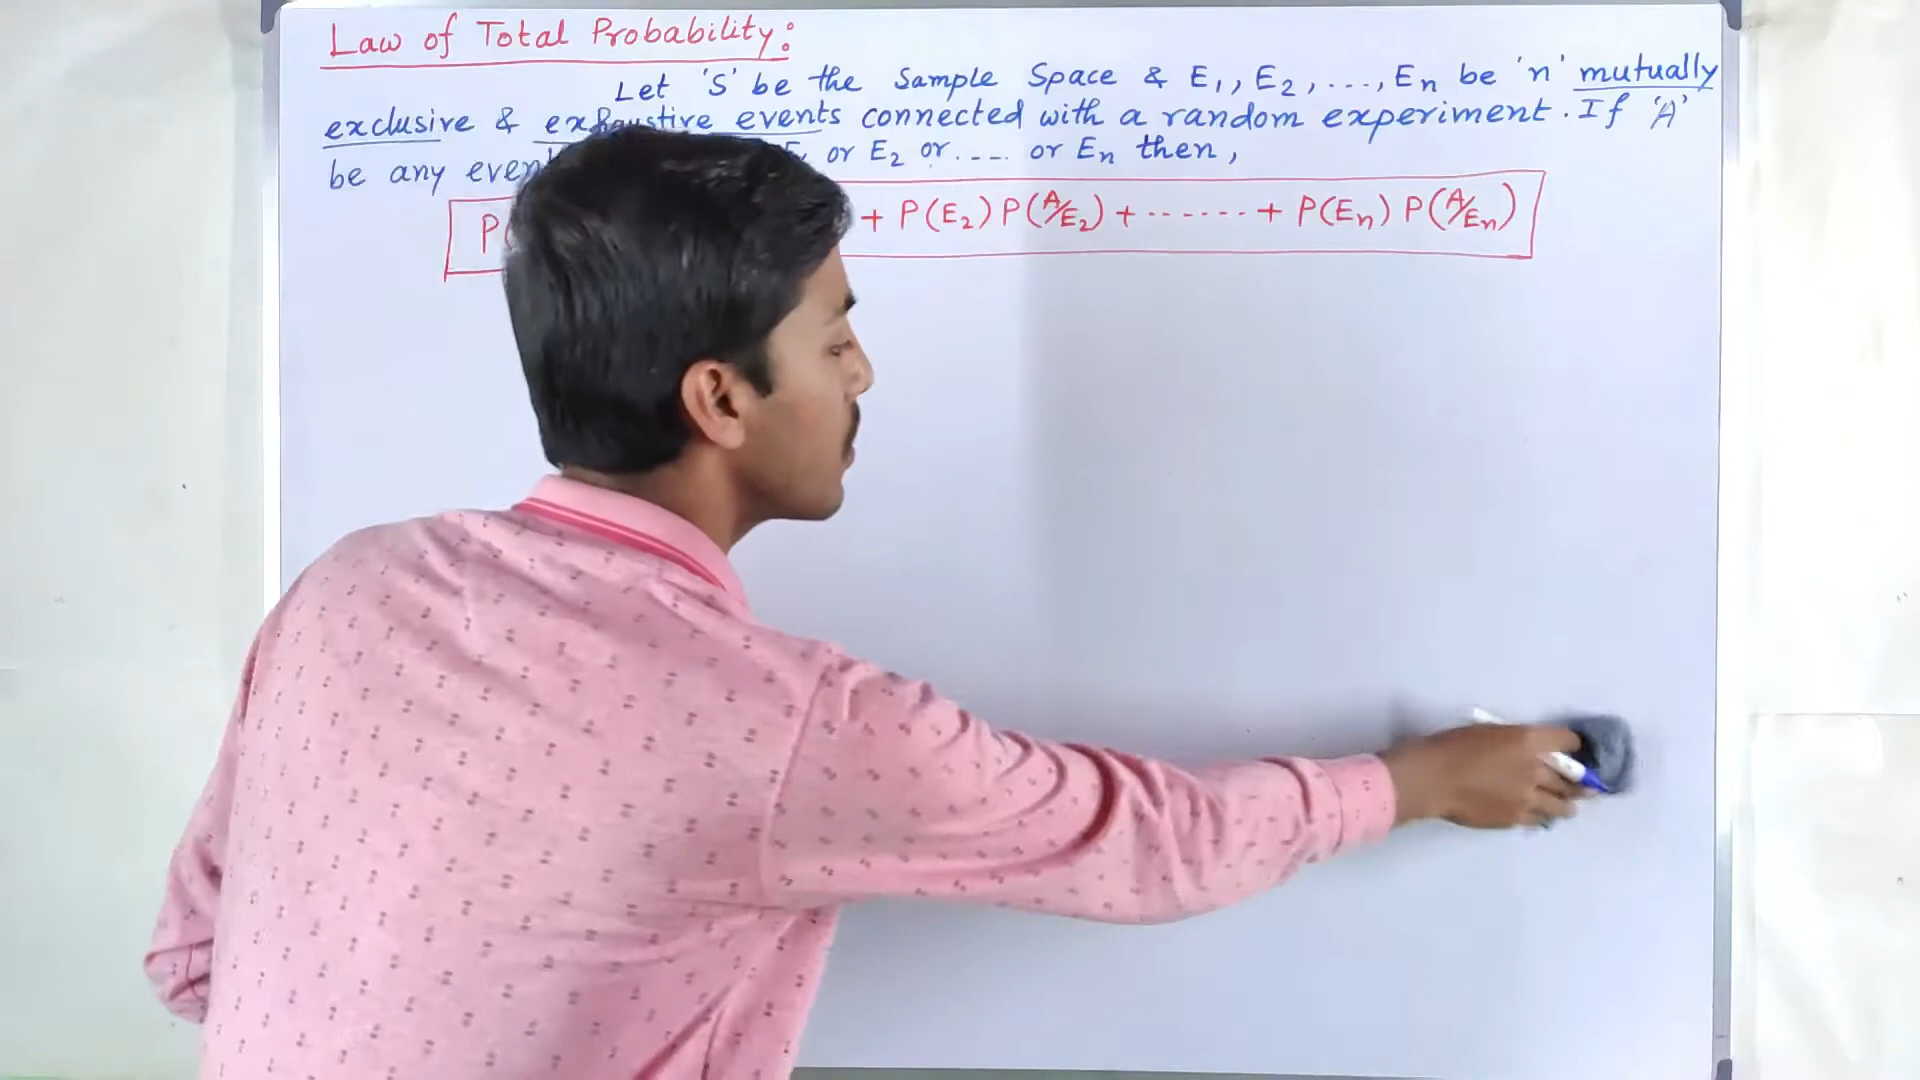 Law of Total Probability:
Let 'S' be the Sample Space & E1, E2, ..., En be 'n' mutually
exclusive & exhaustive events connected with a random experiment. If 'A'
be any even or E2 or .... or En then,
P( + P(E2) P(A/E2) + ------ + P(En) P(A/En)